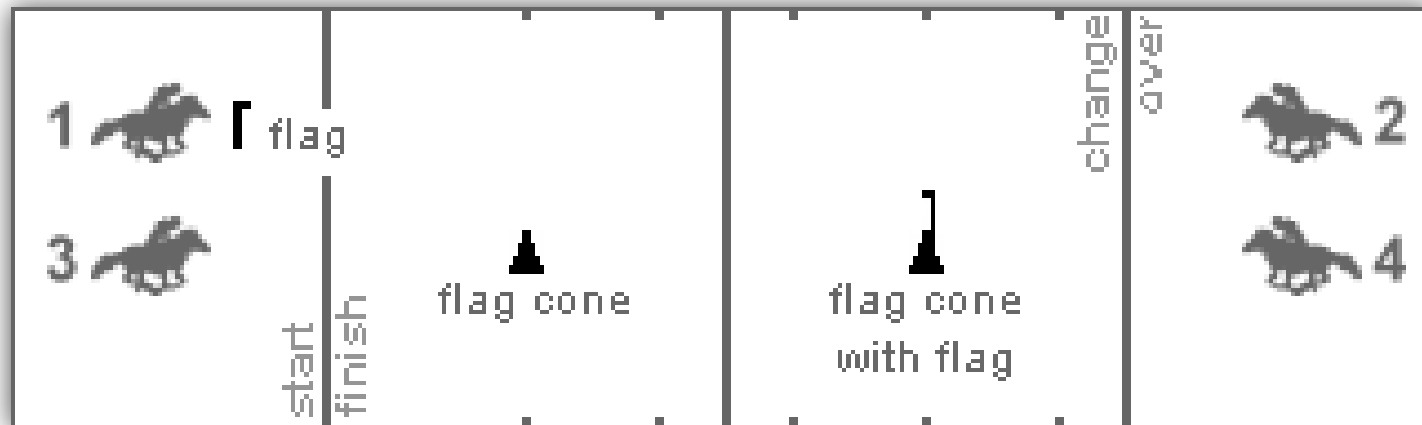 change
over
1
flag
2
3
4
flag cone
flag cone
with flag
start
finish